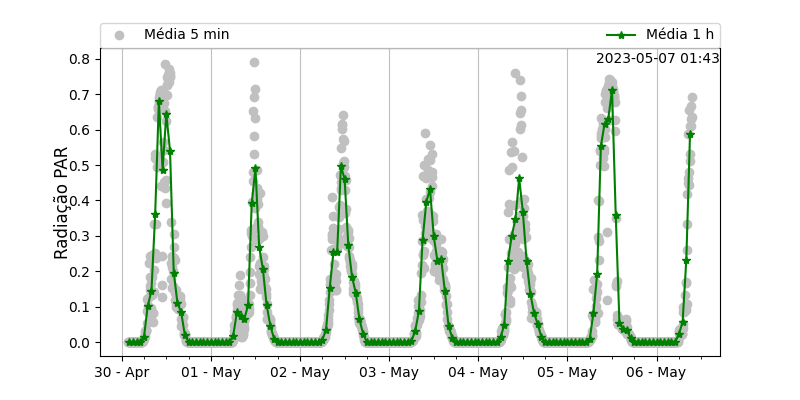 Média 5 min
Média 1 h
2023-05-07 01:43
Radiação PAR
0.8
0.7
0.6
0.5
0.4
0.3
0.2
0.1
0.0
30 - Apr
01 - May
02 - May
03 - May
04 - May
05 - May
06 - May